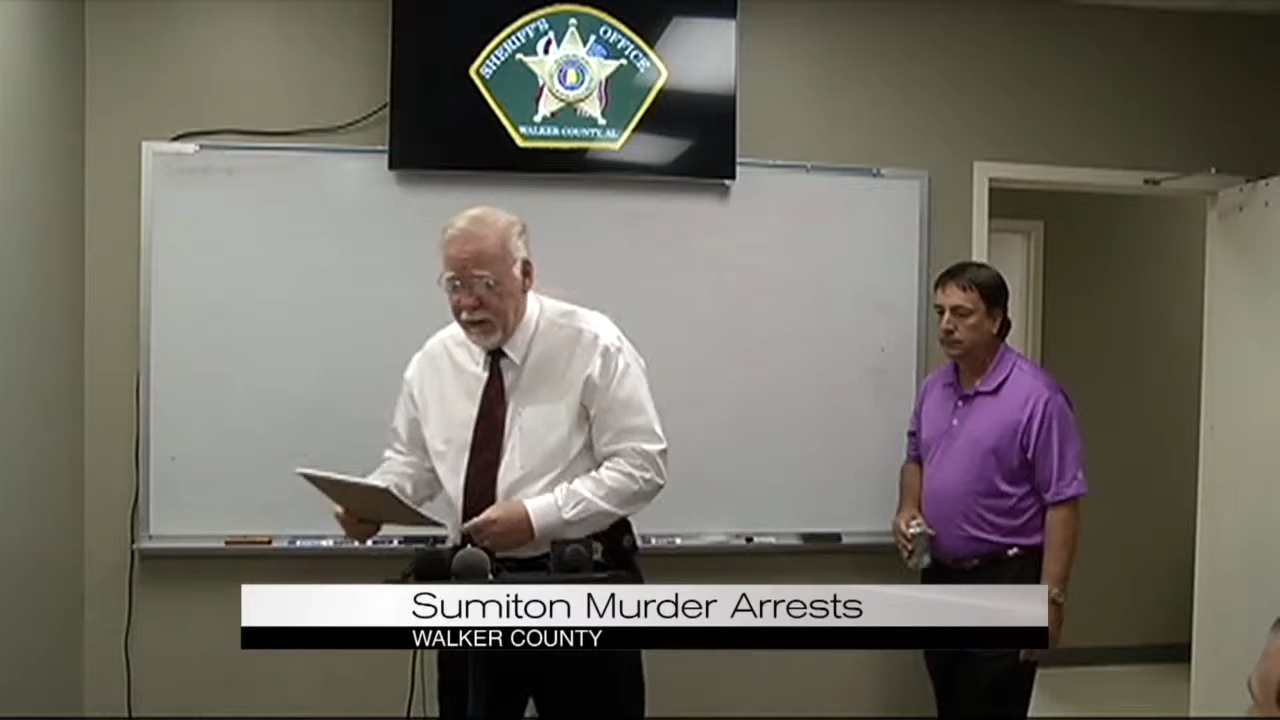 SHERIFF'S OFFICE
WALKER COUNTY, AL
Sumiton Murder Arrests
WALKER COUNTY